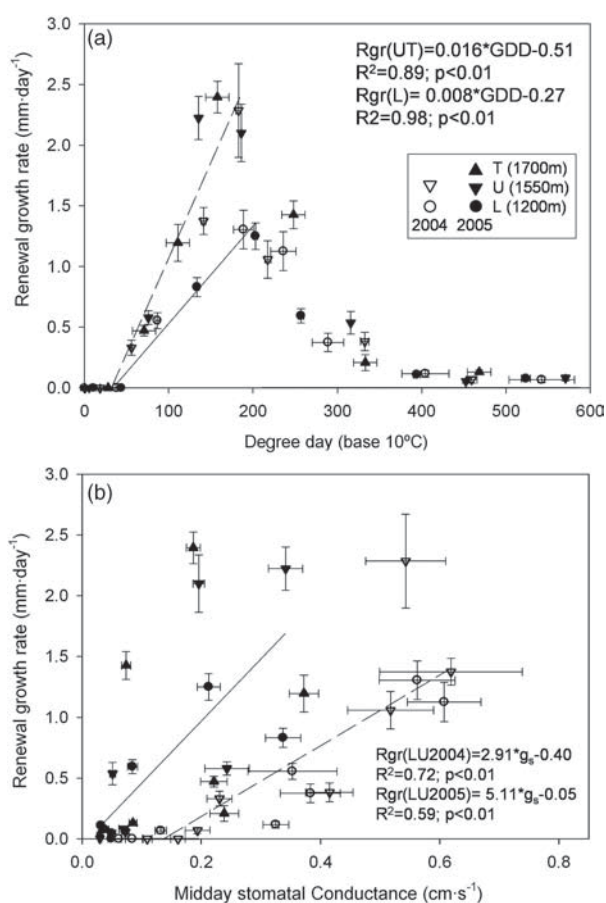 (a)
Rgr(UT)=0.016*GDD-0.51
R²=0.89; p<0.01
Rgr(L)= 0.008*GDD-0.27
R2=0.98; p<0.01
T (1700m)
U (1550m)
L (1200m)
2004 2005
Renewal growth rate (mm·day⁻¹)
3.0
2.5
2.0
1.5
1.0
0.5
0.0
0 100 200 300 400 500 600
Degree day (base 10ºC)
(b)
Renewal growth rate (mm·day⁻¹)
3.0
2.5
2.0
1.5
1.0
0.5
0.0
Rgr(LU2004)=2.91*gₛ-0.40
R²=0.72; p<0.01
Rgr(LU2005)= 5.11*gₛ-0.05
R²=0.59; p<0.01
0.0 0.2 0.4 0.6 0.8
Midday stomatal Conductance (cm·s⁻¹)